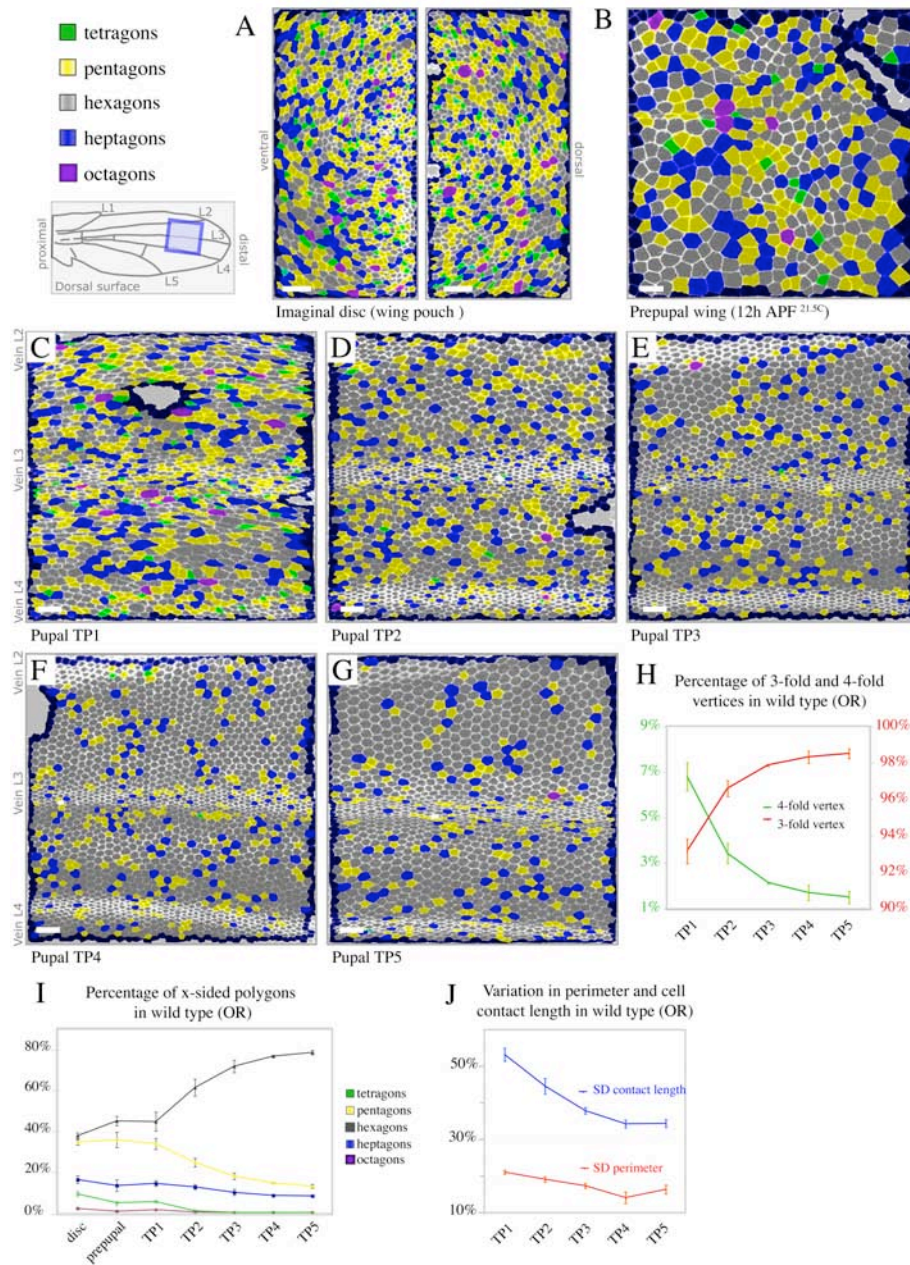 tetragons
pentagons
hexagons
heptagons
octagons
proximal
distal
L1
L2
L3
L4
L5
Dorsal surface
A
ventral
dorsal
Imaginal disc (wing pouch )
B
Prepupal wing (12h APF 21.5C)
Vein L2
Vein L3
Vein L4
C
Pupal TP1
D
Pupal TP2
E
Pupal TP3
Vein L2
Vein L3
Vein L4
F
Pupal TP4
G
Pupal TP5
H
Percentage of 3-fold and 4-fold
vertices in wild type (OR)
9%
7%
5%
3%
1%
100%
98%
96%
94%
92%
90%
4-fold vertex
3-fold vertex
TP1
TP2
TP3
TP4
TP5
I
Percentage of x-sided polygons
in wild type (OR)
80%
60%
40%
20%
0%
disc
prepupal
TP1
TP2
TP3
TP4
TP5
tetragons
pentagons
hexagons
heptagons
octagons
J
Variation in perimeter and cell
contact length in wild type (OR)
50%
30%
10%
SD contact length
SD perimeter
TP1
TP2
TP3
TP4
TP5